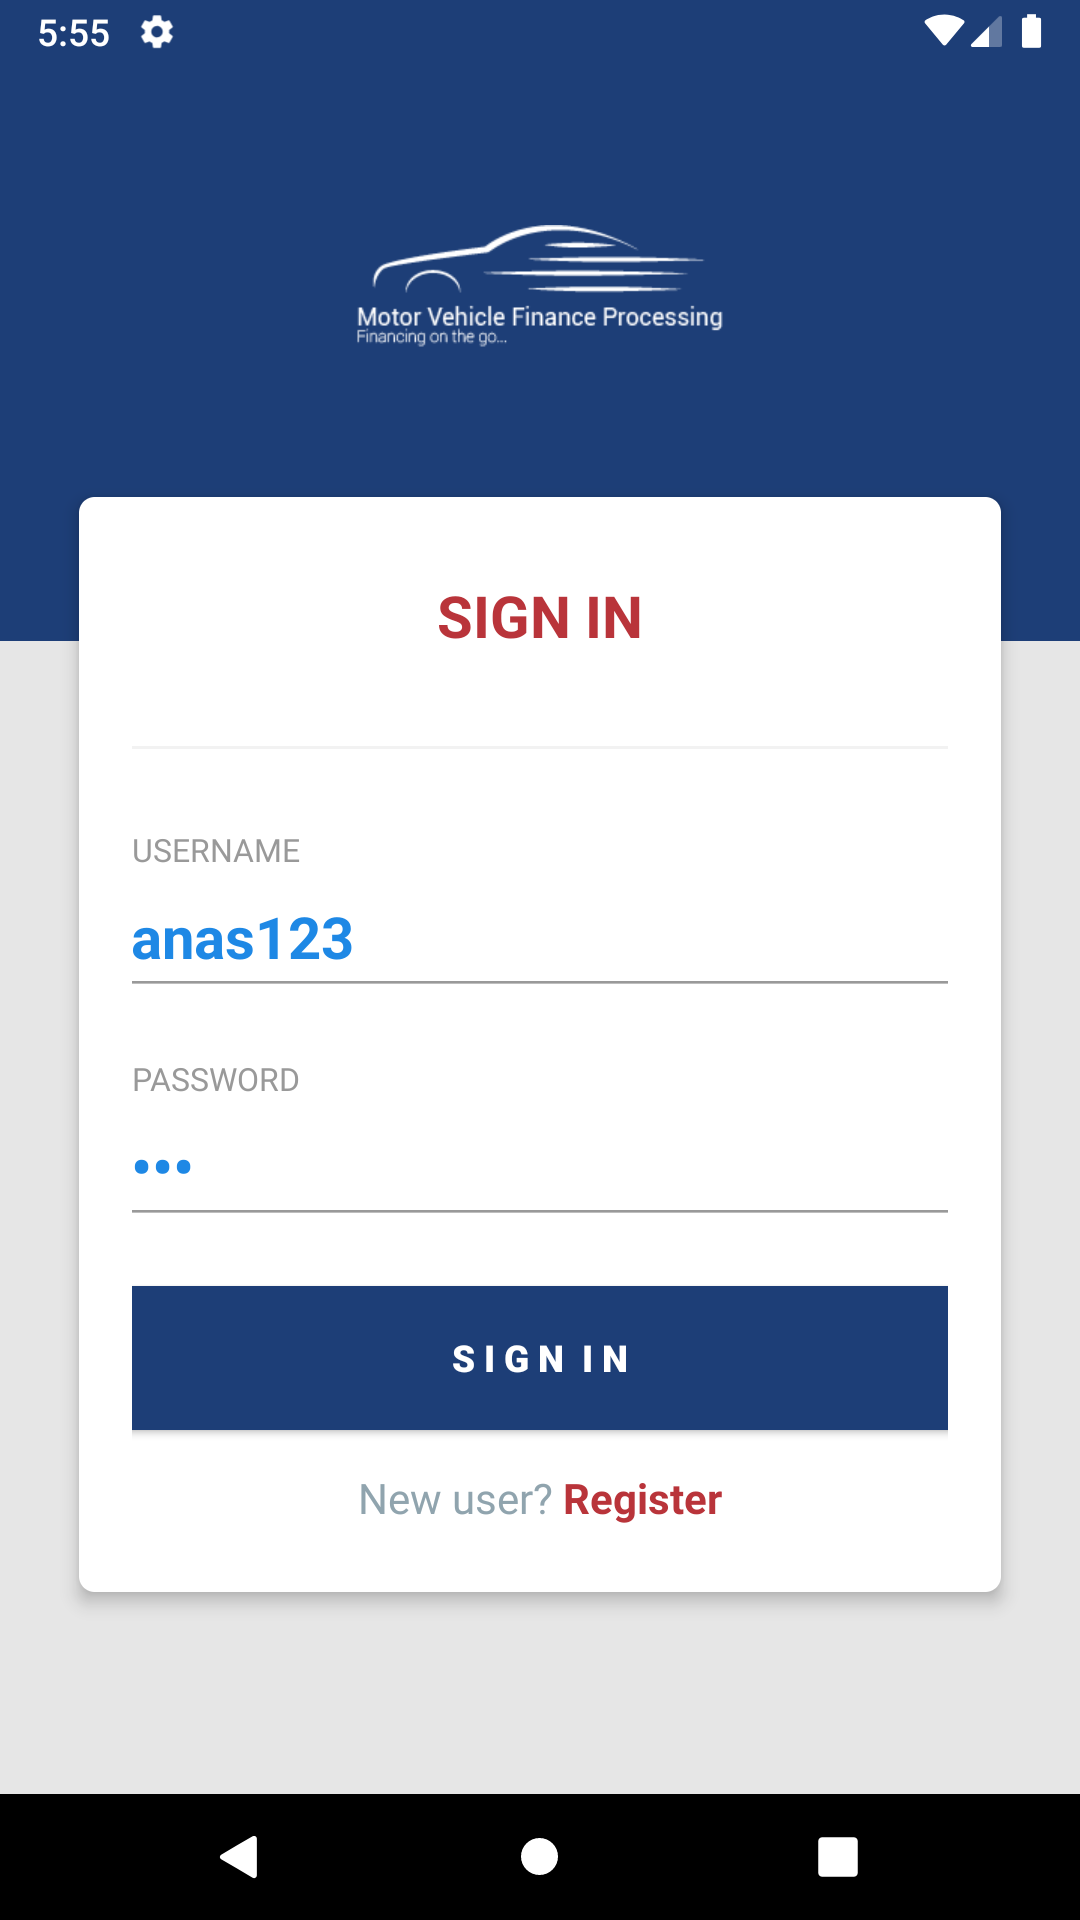 5:55
Motor Vehicle Finance Processing
Financing on the go...
SIGN IN
USERNAME
anas123
PASSWORD
•••
SIGN IN
New user? Register